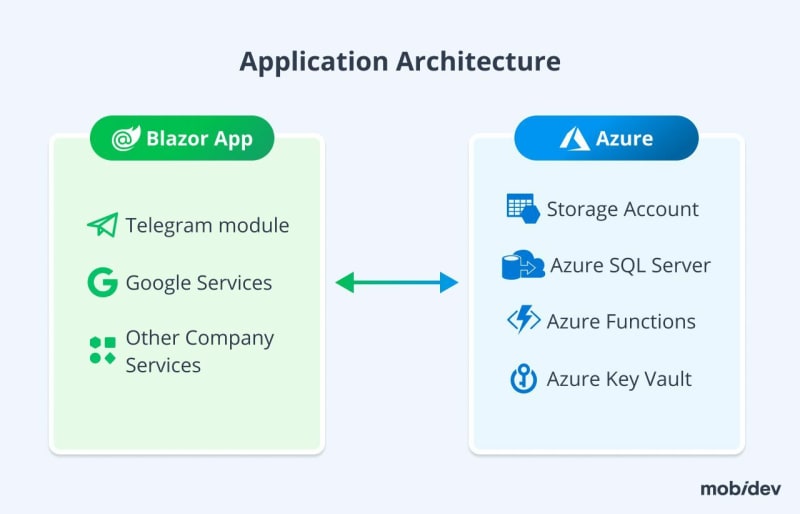 Application Architecture
Blazor App
Telegram module
Google Services
Other Company
Services
Azure
Storage Account
Azure SQL Server
Azure Functions
Azure Key Vault
mobidev